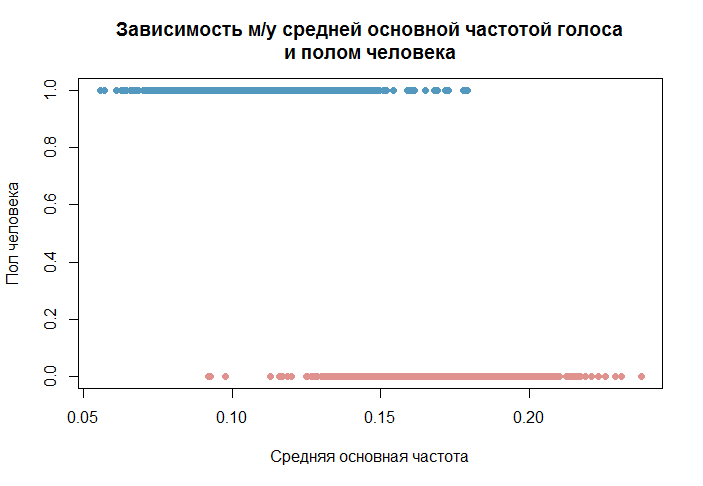 Зависимость м/у средней основной частотой голоса
и полом человека
1.0
0.8
0.6
0.4
0.2
0.0
Пол человека
0.05 0.10 0.15 0.20
Средняя основная частота